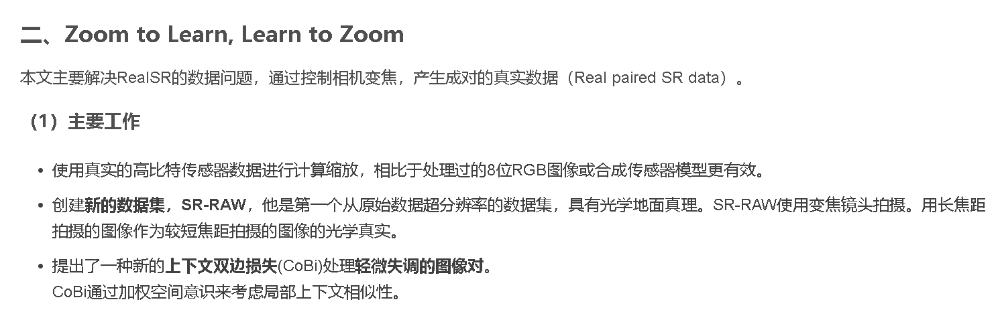 二、Zoom to Learn, Learn to Zoom
本文主要解决RealSR的数据问题，通过控制相机变焦，产生成对的真实数据（Real paired SR data）。
（1）主要工作
• 使用真实的高比特传感器数据进行计算缩放，相比于处理过的8位RGB图像或合成传感器模型更有效。
• 创建新的数据集，SR-RAW，他是第一个从原始数据超分辨率的数据集，具有光学地面真理。SR-RAW使用变焦镜头拍摄。用长焦距
拍摄的图像作为较短焦距拍摄的图像的光学真实。
• 提出了一种新的上下文双边损失(CoBi)处理轻微失调的图像对。
CoBi通过加权空间意识来考虑局部上下文相似性。